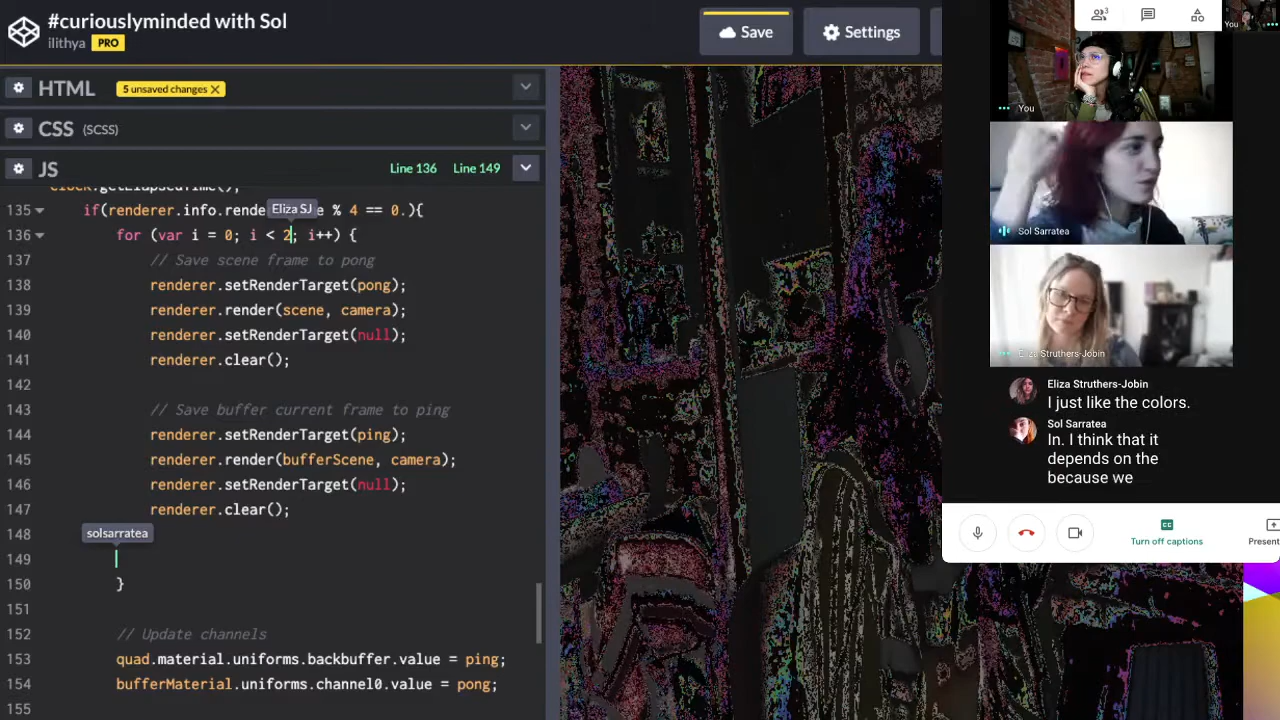 #curiouslyminded with Sol
ilithya PRO
Save
Settings
HTML
5 unsaved changes X
CSS (SCSS)
JS
Line 136 Line 149
clock.getElapsedTime();
Eliza SJ
135 if(renderer.info.rende e % 4 == 0.){
136 for (var i = 0; i < 2; i++) {
137 // Save scene frame to pong
138 renderer.setRenderTarget(pong);
139 renderer.render(scene, camera);
140 renderer.setRenderTarget(null);
141 renderer.clear();
142
143 // Save buffer current frame to ping
144 renderer.setRenderTarget(ping);
145 renderer.render(bufferScene, camera);
146 renderer.setRenderTarget(null);
147 renderer.clear();
148
solsarratea
149
150 }
151
152 // Update channels
153 quad.material.uniforms.backbuffer.value = ping;
154 bufferMaterial.uniforms.channel0.value = pong;
155
3
You
You
Sol Sarratea
Eliza Struthers-Jobin
Eliza Struthers-Jobin
I just like the colors.
Sol Sarratea
In. I think that it
depends on the
because we
Turn off captions
Present